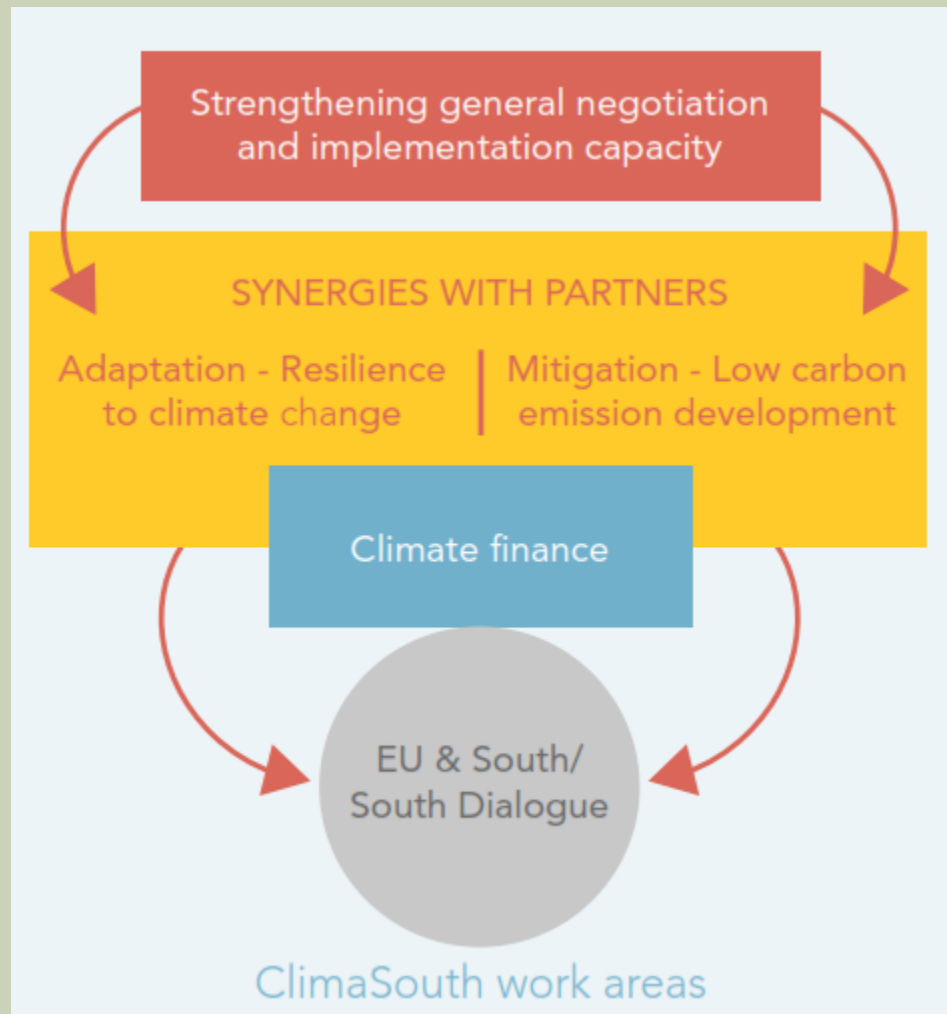 Strengthening general negotiation
and implementation capacity
SYNERGIES WITH PARTNERS
Adaptation - Resilience
to climate change
Mitigation - Low carbon
emission development
Climate finance
EU & South/
South Dialogue
ClimaSouth work areas